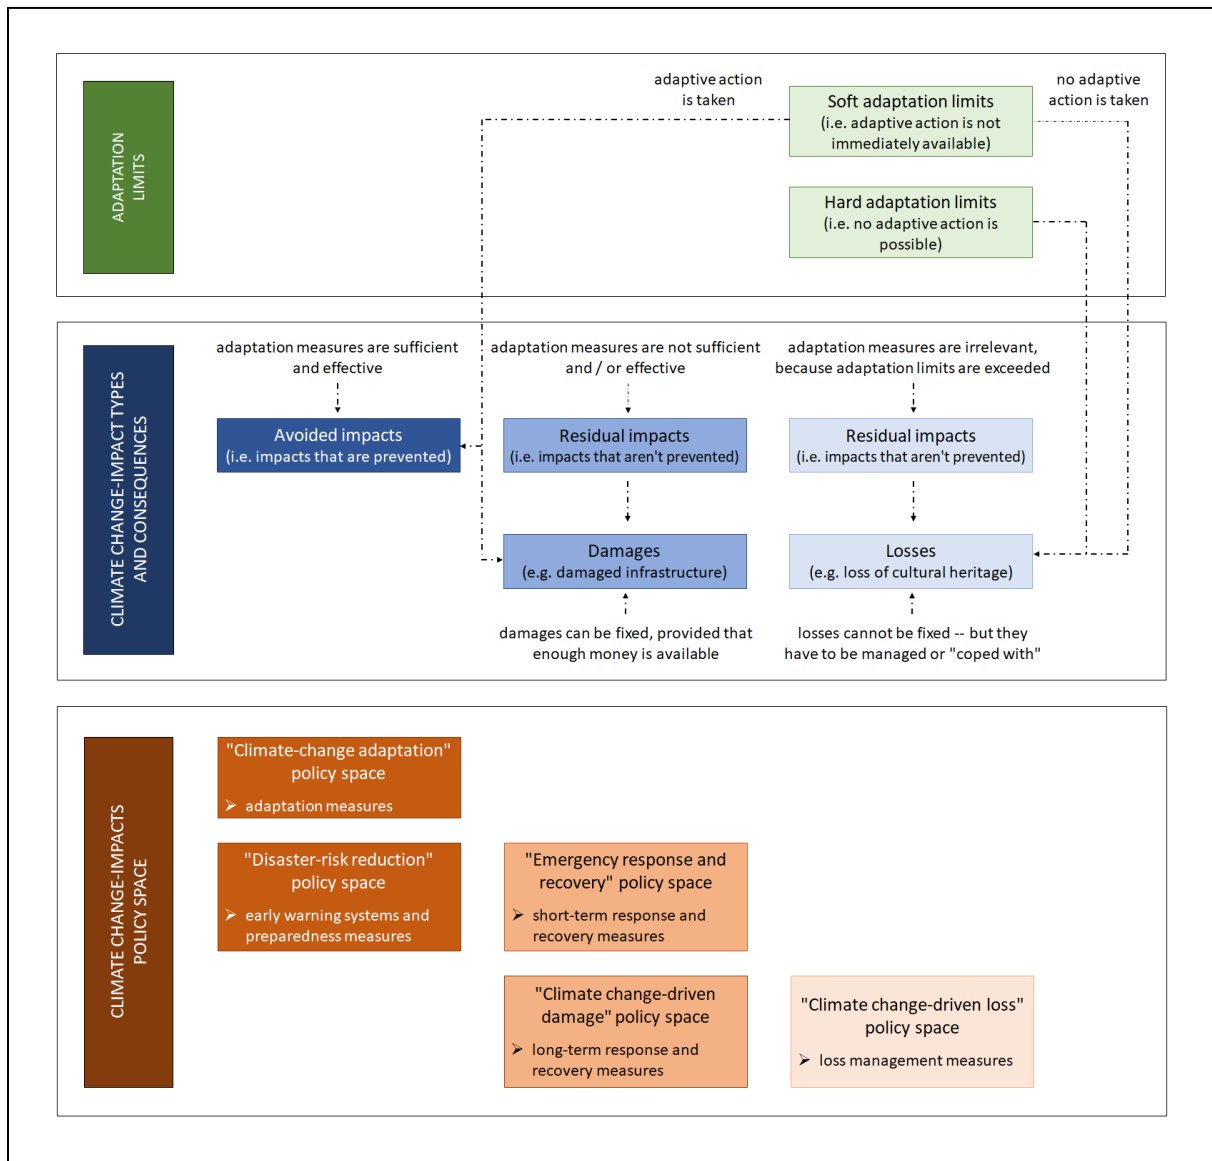 ADAPTATION
LIMITS
adaptive action
is taken
Soft adaptation limits
(i.e. adaptive action is not
immediately available)
no adaptive
action is taken
Hard adaptation limits
(i.e. no adaptive action is
possible)
CLIMATE CHANGE-IMPACT TYPES
AND CONSEQUENCES
adaptation measures are sufficient
and effective
Avoided impacts
(i.e. impacts that are prevented)
adaptation measures are not sufficient
and / or effective
Residual impacts
(i.e. impacts that aren't prevented)
Damages
(e.g. damaged infrastructure)
damages can be fixed, provided that
enough money is available
adaptation measures are irrelevant,
because adaptation limits are exceeded
Residual impacts
(i.e. impacts that aren't prevented)
Losses
(e.g. loss of cultural heritage)
losses cannot be fixed -- but they
have to be managed or "coped with"
CLIMATE CHANGE-IMPACTS
POLICY SPACE
"Climate-change adaptation"
policy space
➢ adaptation measures
"Disaster-risk reduction"
policy space
➢ early warning systems and
preparedness measures
"Emergency response and
recovery" policy space
➢ short-term response and
recovery measures
"Climate change-driven
damage" policy space
➢ long-term response and
recovery measures
"Climate change-driven loss"
policy space
➢ loss management measures